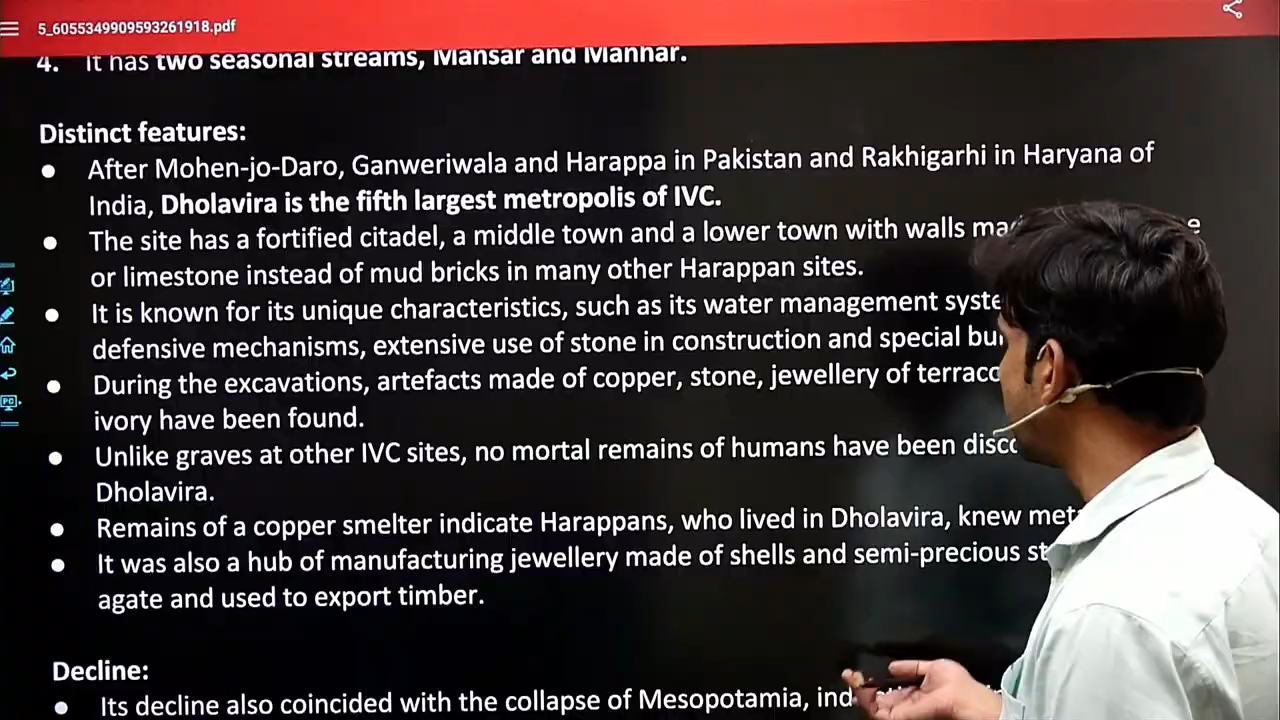 5_6055349909593261918.pdf
4. It has two seasonal streams, Mansar and Manhar.
Distinct features:
● After Mohen-jo-Daro, Ganweriwala and Harappa in Pakistan and Rakhigarhi in Haryana of
India, Dholavira is the fifth largest metropolis of IVC.
● The site has a fortified citadel, a middle town and a lower town with walls
or limestone instead of mud bricks in many other Harappan sites.
● It is known for its unique characteristics, such as its water management
defensive mechanisms, extensive use of stone in construction and special
● During the excavations, artefacts made of copper, stone, jewellery of
ivory have been found.
● Unlike graves at other IVC sites, no mortal remains of humans have been
Dholavira.
● Remains of a copper smelter indicate Harappans, who lived in Dholavira, knew
● It was also a hub of manufacturing jewellery made of shells and semi-precious
agate and used to export timber.
Decline:
● Its decline also coincided with the collapse of Mesopotamia,